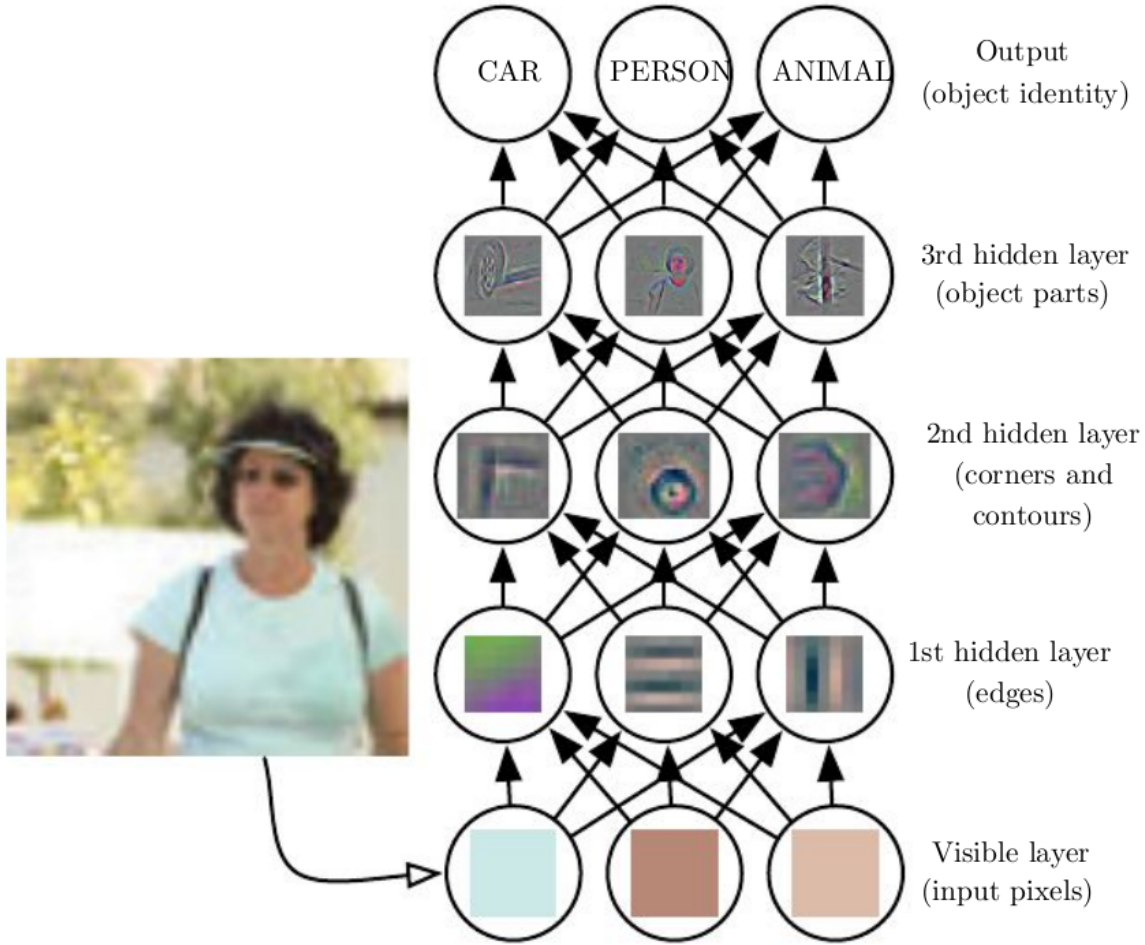 CAR
PERSON
ANIMAL
Output
(object identity)
3rd hidden layer
(object parts)
2nd hidden layer
(corners and
contours)
1st hidden layer
(edges)
Visible layer
(input pixels)